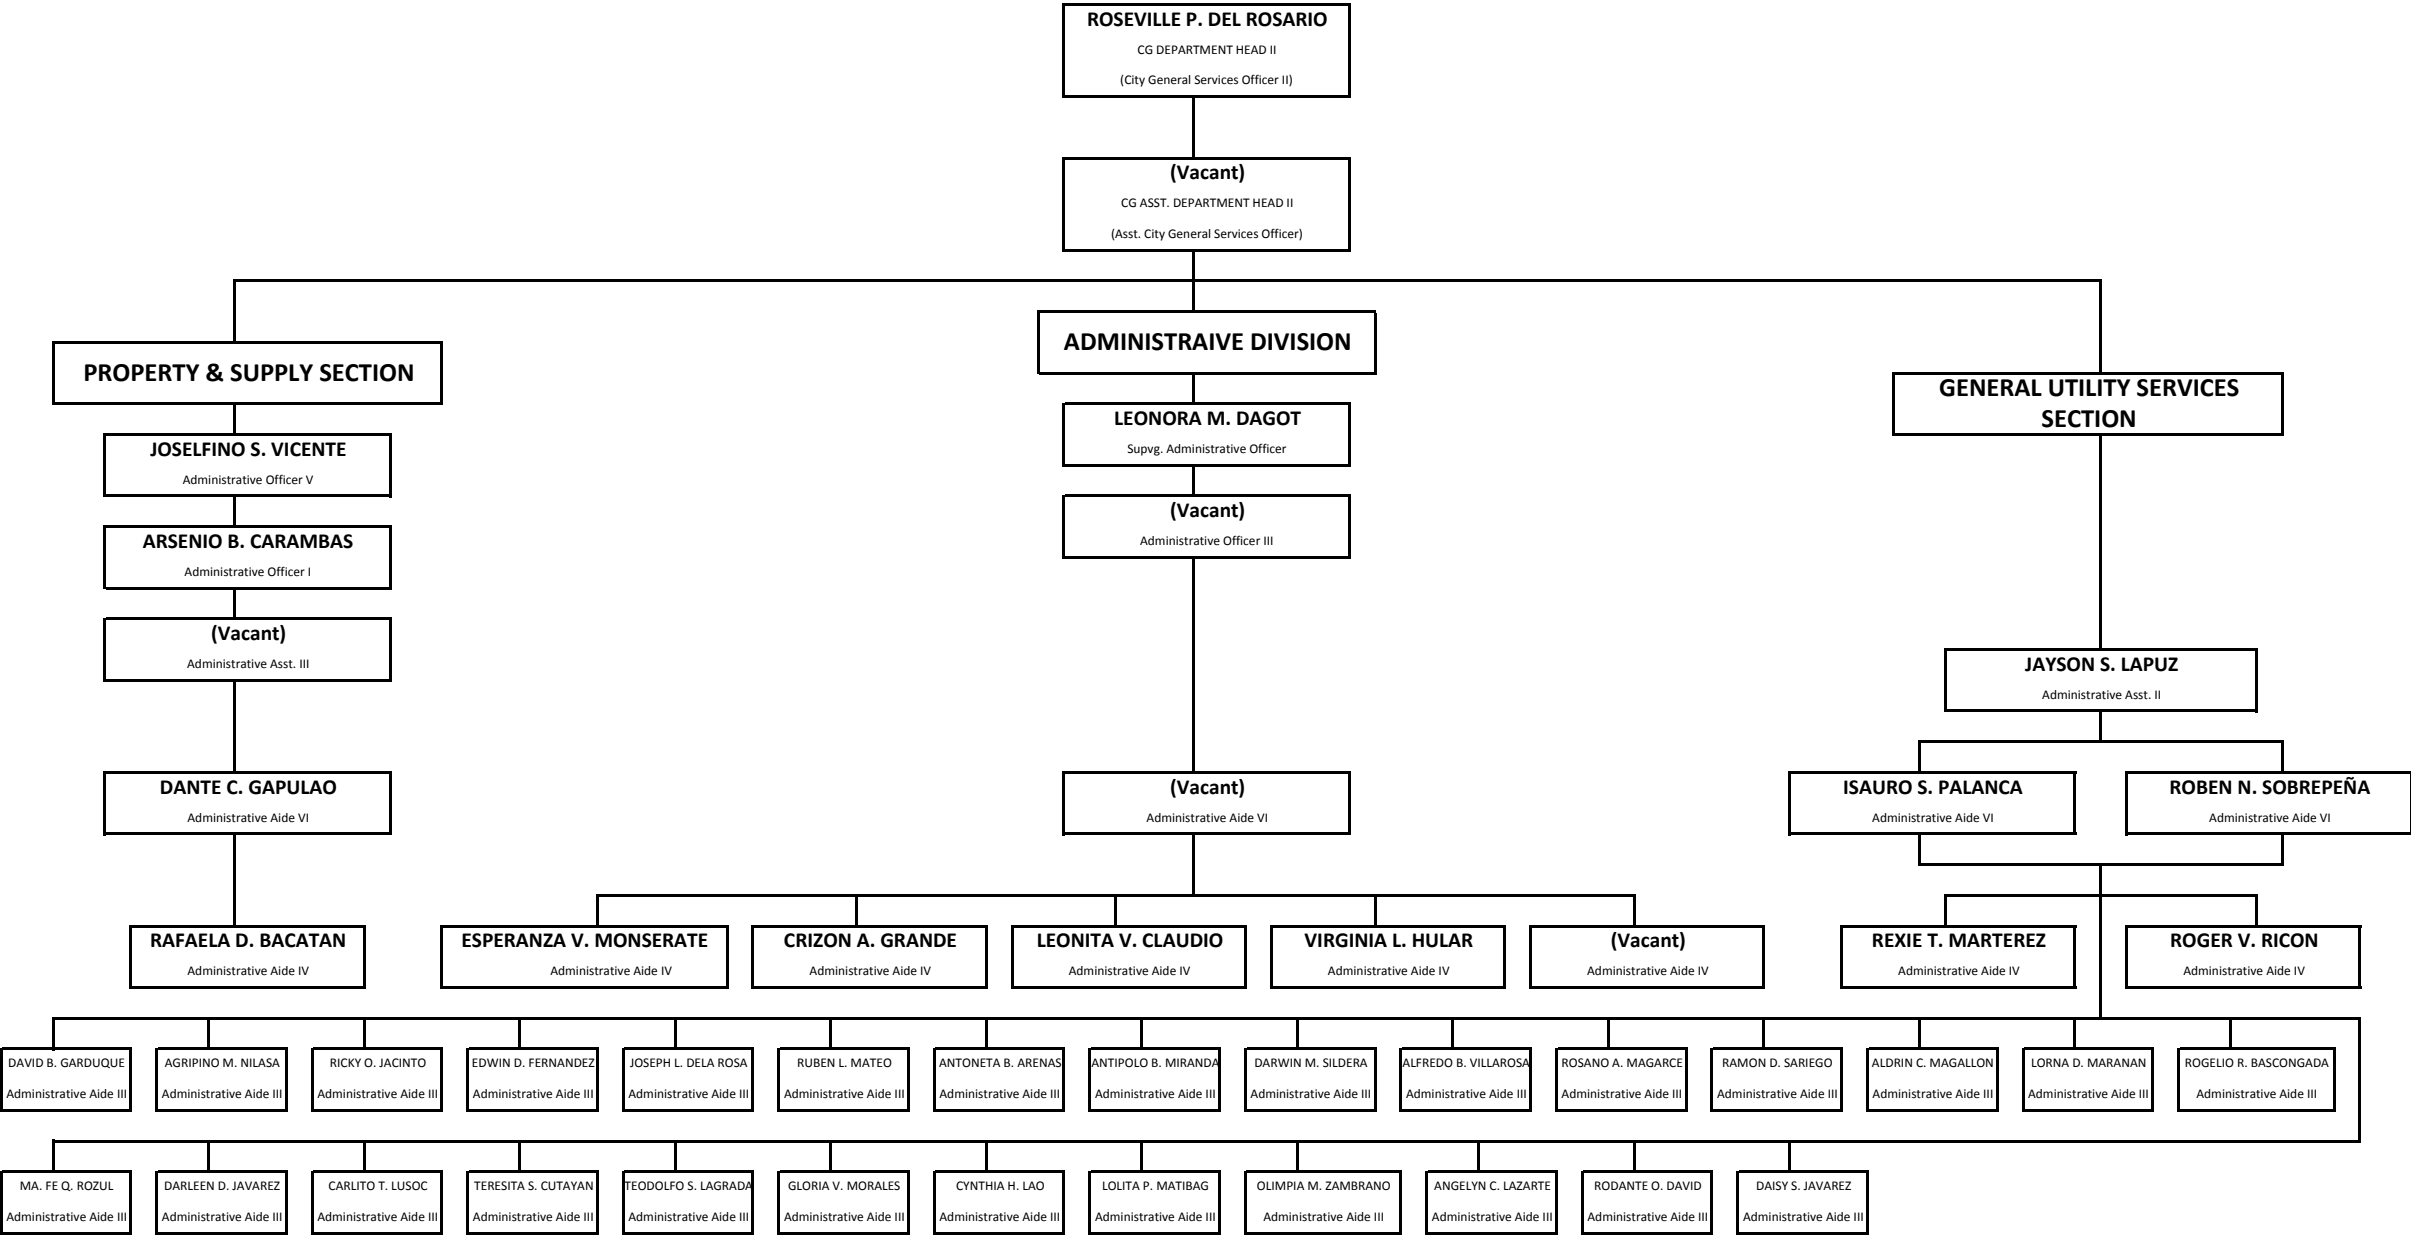 ROSEVILLE P. DEL ROSARIO
CG DEPARTMENT HEAD II
(City General Services Officer II)
(Vacant)
CG ASST. DEPARTMENT HEAD II
(Asst. City General Services Officer)
PROPERTY & SUPPLY SECTION
JOSELFINO S. VICENTE
Administrative Officer V
ARSENIO B. CARAMBAS
Administrative Officer I
(Vacant)
Administrative Asst. III
DANTE C. GAPULAO
Administrative Aide VI
RAFAELA D. BACATAN
Administrative Aide IV
ADMINISTRAIVE DIVISION
LEONORA M. DAGOT
Supvg. Administrative Officer
(Vacant)
Administrative Officer III
(Vacant)
Administrative Aide VI
ESPERANZA V. MONSERATE
Administrative Aide IV
CRIZON A. GRANDE
Administrative Aide IV
LEONITA V. CLAUDIO
Administrative Aide IV
VIRGINIA L. HULAR
Administrative Aide IV
(Vacant)
Administrative Aide IV
GENERAL UTILITY SERVICES
SECTION
JAYSON S. LAPUZ
Administrative Asst. II
ISAURO S. PALANCA
Administrative Aide VI
ROBEN N. SOBREPEÑA
Administrative Aide VI
REXIE T. MARTEREZ
Administrative Aide IV
ROGER V. RICON
Administrative Aide IV
DAVID B. GARDUQUE
Administrative Aide III
AGRIPINO M. NILASA
Administrative Aide III
RICKY O. JACINTO
Administrative Aide III
EDWIN D. FERNANDEZ
Administrative Aide III
JOSEPH L. DELA ROSA
Administrative Aide III
RUBEN L. MATEO
Administrative Aide III
ANTONETA B. ARENAS
Administrative Aide III
ANTIPOLO B. MIRANDA
Administrative Aide III
DARWIN M. SILDERA
Administrative Aide III
ALFREDO B. VILLAROSA
Administrative Aide III
ROSANO A. MAGARCE
Administrative Aide III
RAMON D. SARIEGO
Administrative Aide III
ALDRIN C. MAGALLON
Administrative Aide III
LORNA D. MARANAN
Administrative Aide III
ROGELIO R. BASCONGADA
Administrative Aide III
MA. FE Q. ROZUL
Administrative Aide III
DARLEEN D. JAVAREZ
Administrative Aide III
CARLITO T. LUSOC
Administrative Aide III
TERESITA S. CUTAYAN
Administrative Aide III
TEODOLFO S. LAGRADA
Administrative Aide III
GLORIA V. MORALES
Administrative Aide III
CYNTHIA H. LAO
Administrative Aide III
LOLITA P. MATIBAG
Administrative Aide III
OLIMPIA M. ZAMBRANO
Administrative Aide III
ANGELYN C. LAZARTE
Administrative Aide III
RODANTE O. DAVID
Administrative Aide III
DAISY S. JAVAREZ
Administrative Aide III